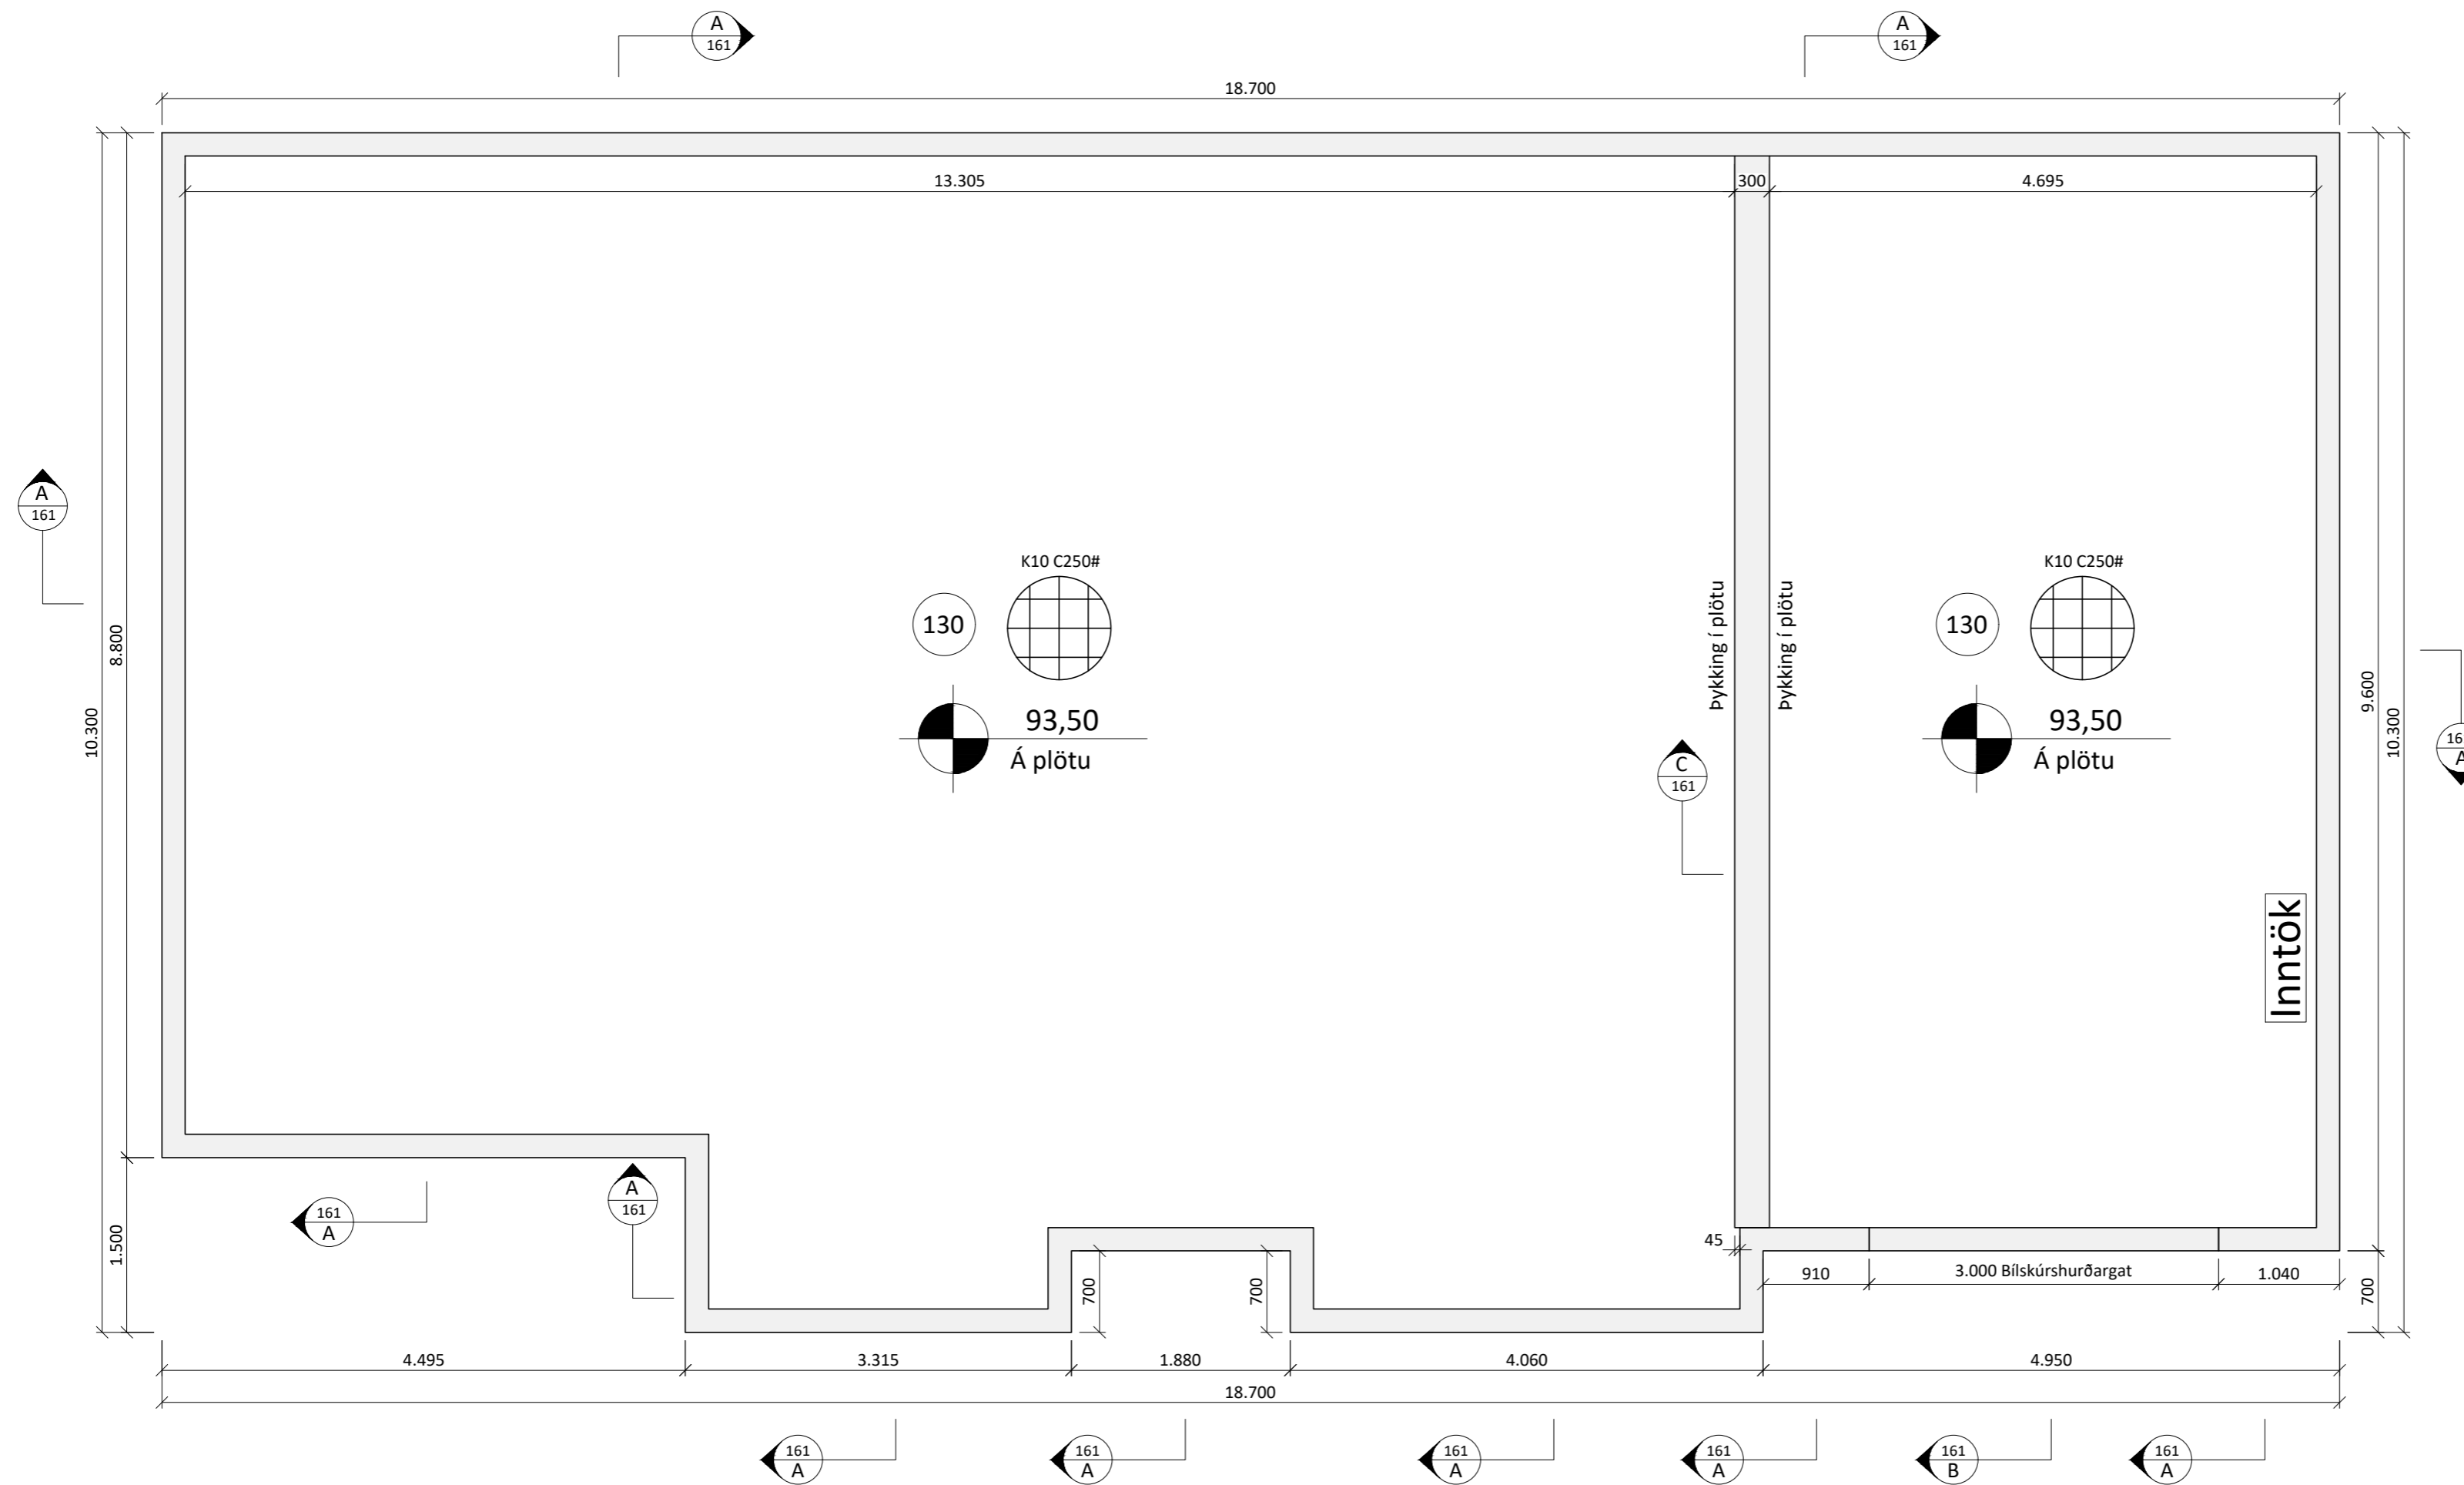 A
161
A
161
18.700
13.305
300
4.695
A
161
8.800
10.300
K10 C250#
130
93,50
Á plötu
Þykking í plötu
Þykking í plötu
K10 C250#
130
93,50
Á plötu
C
161
9.600
10.300
A
Inntök
161
A
A
161
1.500
45
700
700
910
3.000 Bílskúrshurðargat
1.040
700
4.495
3.315
1.880
4.060
4.950
18.700
161
A
161
A
161
A
161
A
161
B
161
A